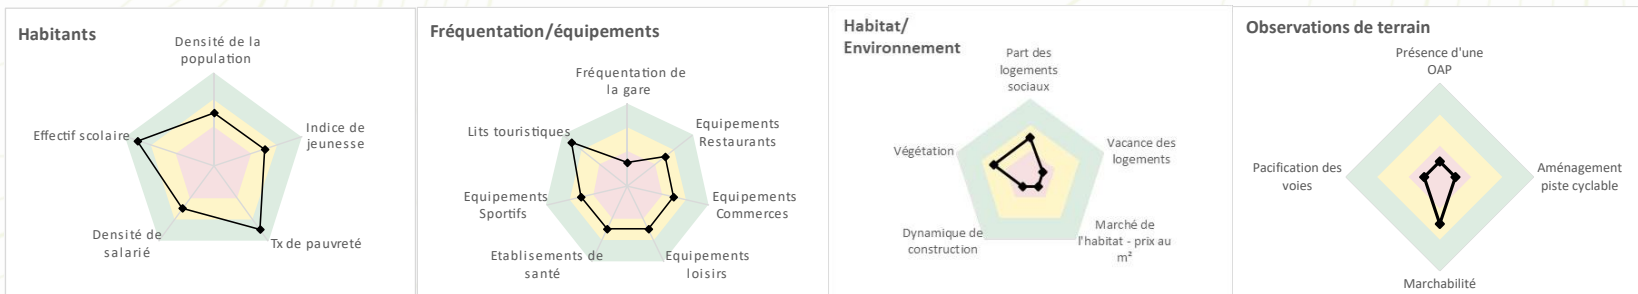 Habitants
Densité de la
population
Indice de
jeunesse
Tx de pauvreté
Densité de
salarié
Effectif scolaire
Fréquentation/équipements
Fréquentation de
la gare
Equipements
Restaurants
Equipements
Commerces
Equipements
loisirs
Etablisements de
santé
Equipements
Sportifs
Lits touristiques
Habitat/
Environnement
Part des
logements
sociaux
Vacance des
logements
Marché de
l'habitat - prix au
m²
Dynamique de
construction
Végétation
Observations de terrain
Présence d'une
OAP
Aménagement
piste cyclable
Marchabilité
Pacification des
voies